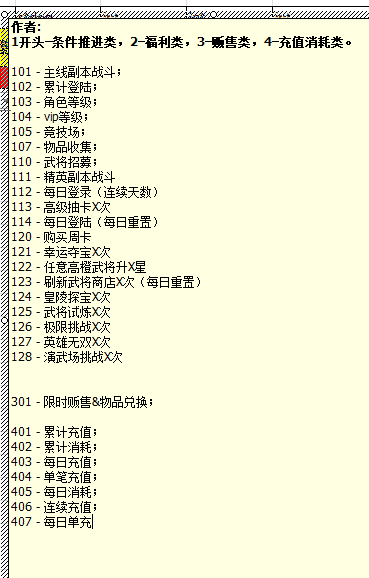 作者:
1开头-条件推进类，2-福利类，3-贩售类，4-充值消耗类。
101 - 主线副本战斗；
102 - 累计登陆；
103 - 角色等级；
104 - vip等级；
105 - 竞技场；
107 - 物品收集；
110 - 武将招募；
111 - 精英副本战斗
112 - 每日登录（连续天数）
113 - 高级抽卡X次
114 - 每日登陆（每日重置）
120 - 购买周卡
121 - 幸运夺宝X次
122 - 任意高橙武将升X星
123 - 刷新武将商店X次（每日重置）
124 - 皇陵探宝X次
125 - 武将试炼X次
126 - 极限挑战X次
127 - 英雄无双X次
128 - 演武场挑战X次
301 - 限时贩售&物品兑换；
401 - 累计充值；
402 - 累计消耗；
403 - 每日充值；
404 - 单笔充值；
405 - 每日消耗；
406 - 连续充值；
407 - 每日单充